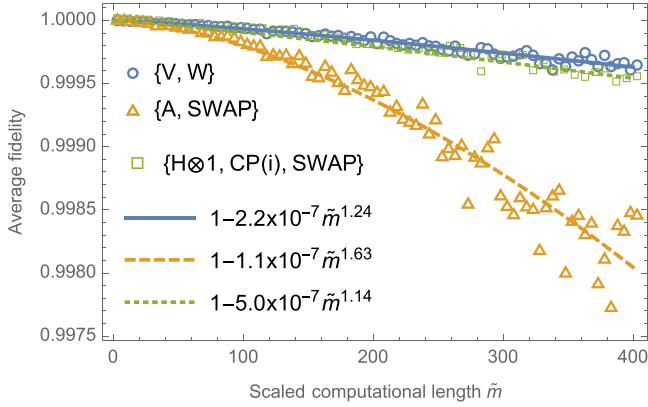 1.0000
0.9995
0.9990
0.9985
0.9980
0.9975
Average fidelity
{V, W}
{A, SWAP}
{H⊗1, CP(i), SWAP}
1–2.2x10⁻⁷ m̃¹·²⁴
1–1.1x10⁻⁷ m̃¹·⁶³
1–5.0x10⁻⁷ m̃¹·¹⁴
0 100 200 300 400
Scaled computational length m̃